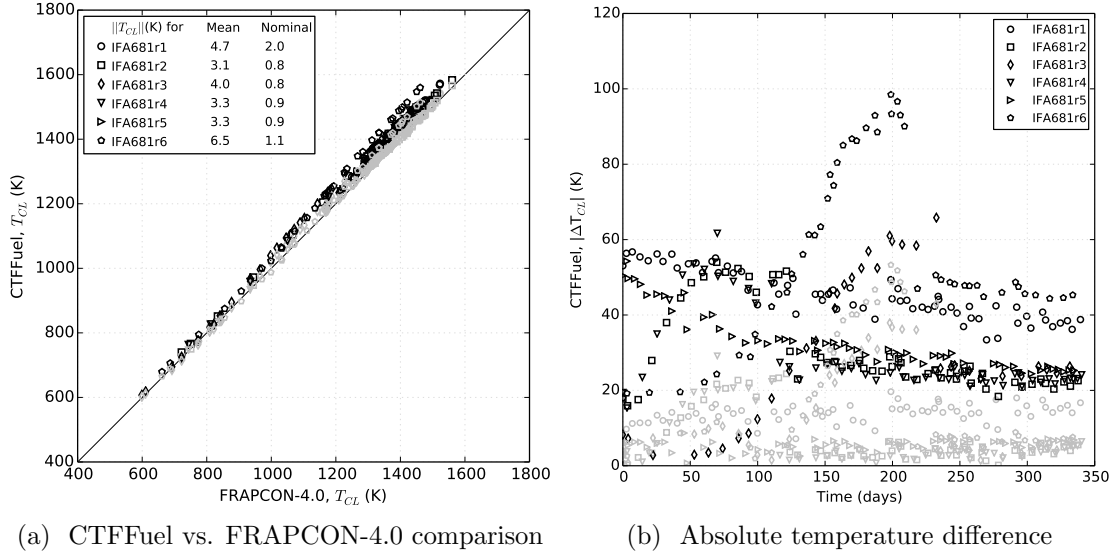 ||T_CL||(K) for Mean Nominal
IFA681r1 4.7 2.0
IFA681r2 3.1 0.8
IFA681r3 4.0 0.8
IFA681r4 3.3 0.9
IFA681r5 3.3 0.9
IFA681r6 6.5 1.1
1800
1600
1400
1200
1000
800
600
400
CTFFuel, T_CL (K)
400 600 800 1000 1200 1400 1600 1800
FRAPCON-4.0, T_CL (K)
(a) CTFFuel vs. FRAPCON-4.0 comparison
IFA681r1
IFA681r2
IFA681r3
IFA681r4
IFA681r5
IFA681r6
120
100
80
60
40
20
0
CTFFuel, |ΔT_CL| (K)
0 50 100 150 200 250 300 350
Time (days)
(b) Absolute temperature difference